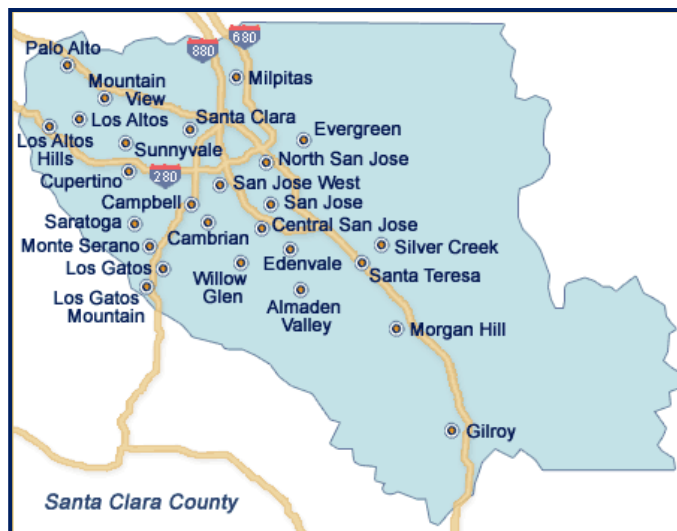 680
880
Palo Alto
Milpitas
Mountain
View
Los Altos
Santa Clara
Evergreen
Los Altos
Hills
Sunnyvale
North San Jose
Cupertino
280
San Jose West
Campbell
San Jose
Saratoga
Cambrian
Central San Jose
Monte Serano
Silver Creek
Edenvale
Los Gatos
Willow
Glen
Santa Teresa
Los Gatos
Mountain
Almaden
Valley
Morgan Hill
Gilroy
Santa Clara County